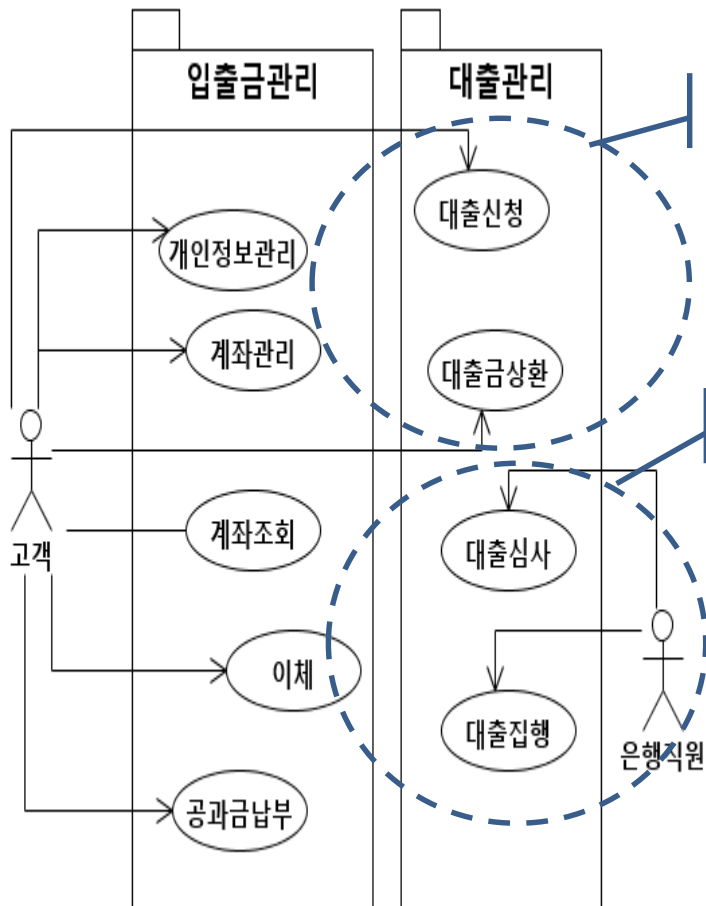 입출금관리
대출관리
대출신청
개인정보관리
계좌관리
대출금상환
고객
계좌조회
대출심사
이체
대출집행
은행직원
공과금납부